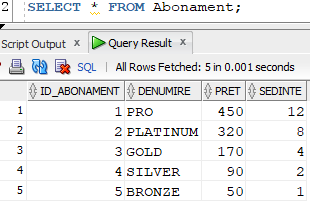 2 SELECT * FROM Abonament;
Script Output x Query Result x
SQL | All Rows Fetched: 5 in 0.001 seconds
ID_ABONAMENT DENUMIRE PRET SEDINTE
1 1 PRO 450 12
2 2 PLATINUM 320 8
3 3 GOLD 170 4
4 4 SILVER 90 2
5 5 BRONZE 50 1